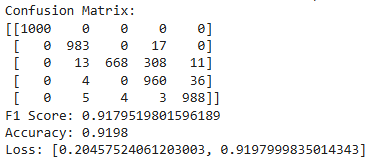 Confusion Matrix:
[[1000 0 0 0 0]
[ 0 983 0 17 0]
[ 0 13 668 308 11]
[ 0 4 0 960 36]
[ 0 5 4 3 988]]
F1 Score: 0.9179519801596189
Accuracy: 0.9198
Loss: [0.20457524061203003, 0.9197999835014343]